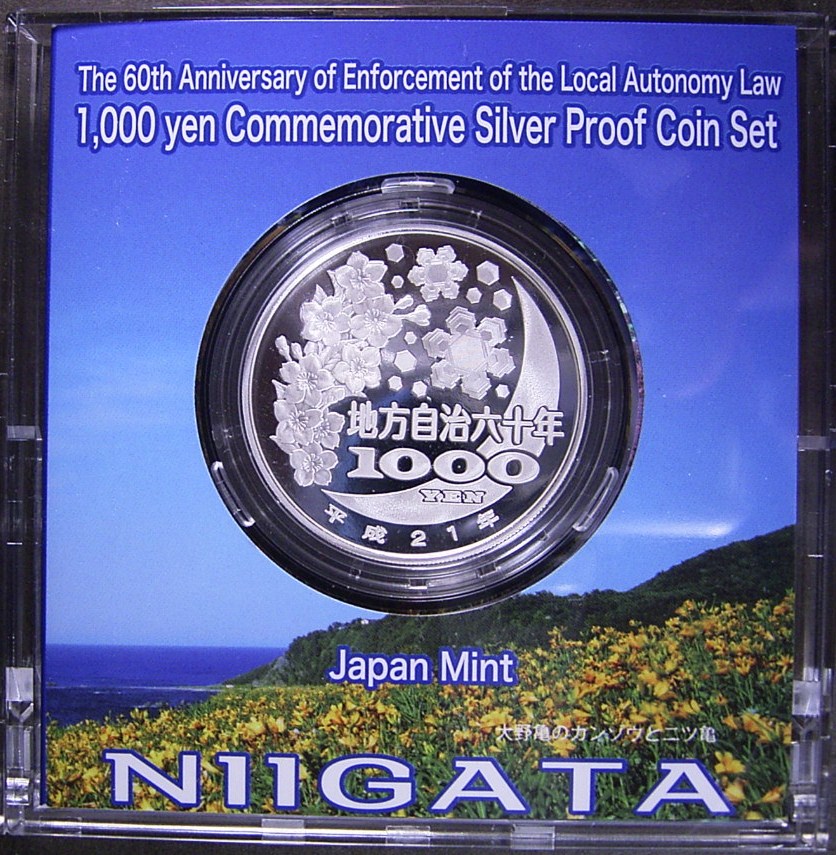 The 60th Anniversary of Enforcement of the Local Autonomy Law
1,000 yen Commemorative Silver Proof Coin Set
地方自治六十年
1000
YEN
平成21年
Japan Mint
大野亀のカンゾウと二ツ亀
NIIGATA